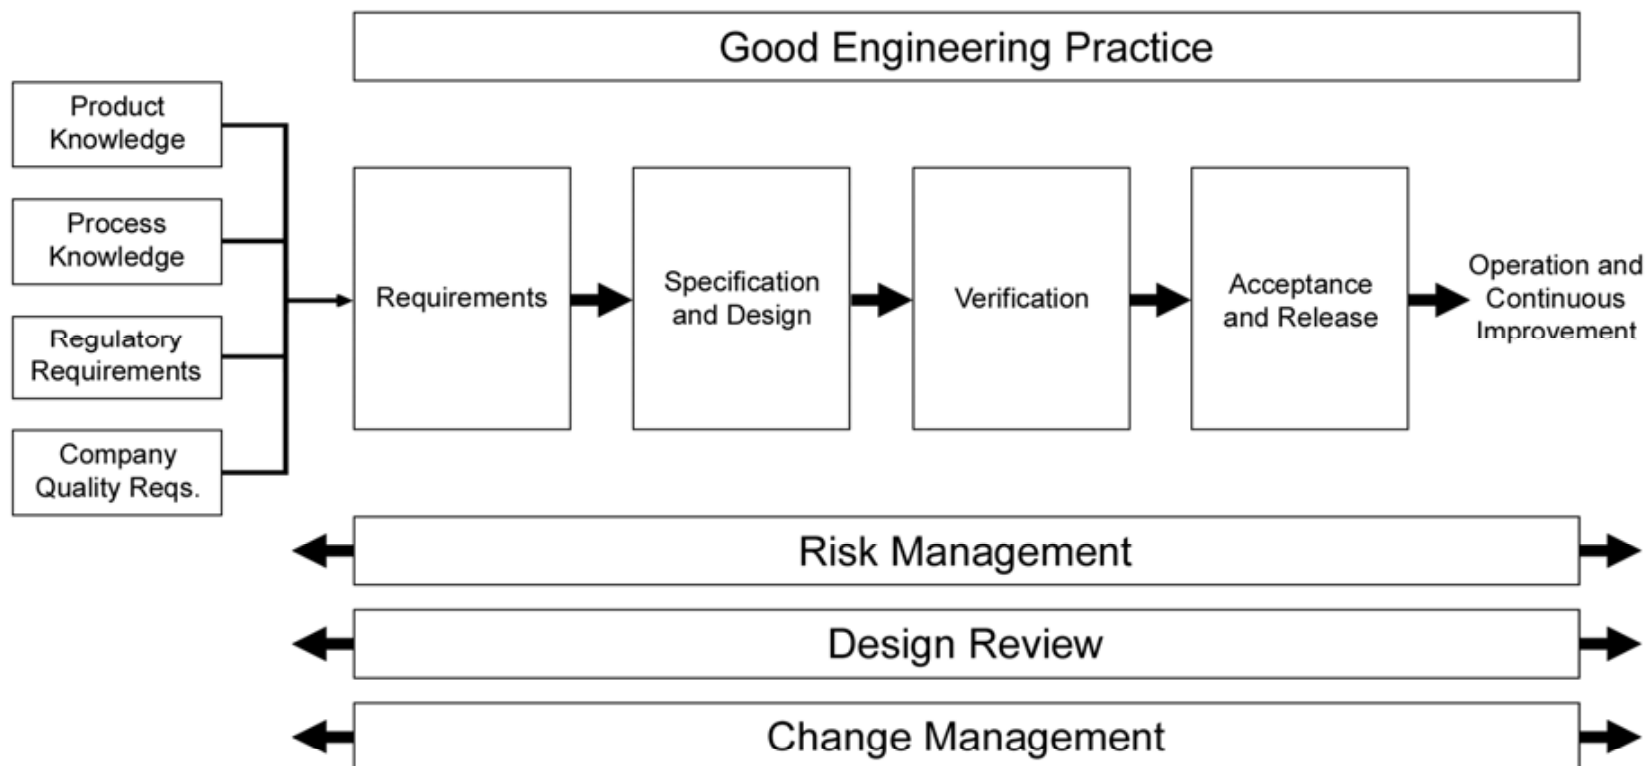 Good Engineering Practice
Product
Knowledge
Process
Knowledge
Regulatory
Requirements
Company
Quality Reqs.
Requirements
Specification
and Design
Verification
Acceptance
and Release
Operation and
Continuous
Improvement
Risk Management
Design Review
Change Management